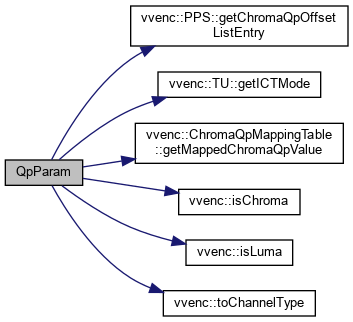 vvenc::PPS::getChromaQpOffset
ListEntry
vvenc::TU::getICTMode
vvenc::ChromaQpMappingTable
::getMappedChromaQpValue
QpParam
vvenc::isChroma
vvenc::isLuma
vvenc::toChannelType